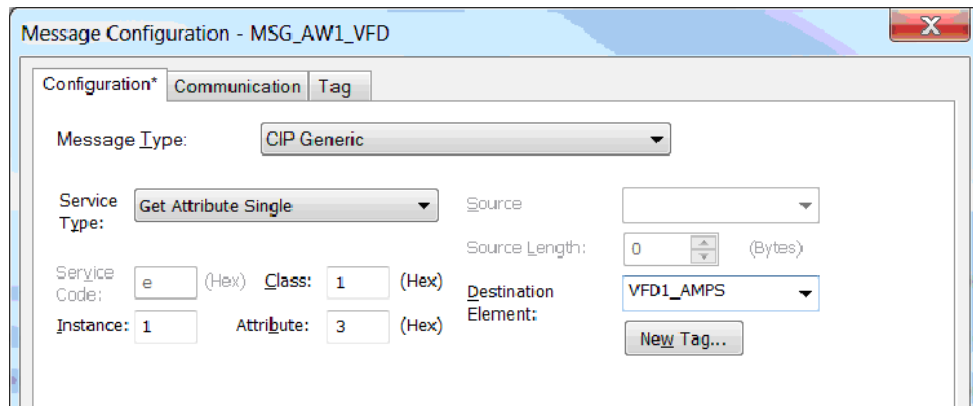 Message Configuration - MSG_AW1_VFD
X
Configuration* Communication Tag
Message Type: CIP Generic
Service Type: Get Attribute Single
Source
Source Length: 0 (Bytes)
Service Code: e (Hex) Class: 1 (Hex)
Destination Element: VFD1_AMPS
Instance: 1 Attribute: 3 (Hex)
New Tag...